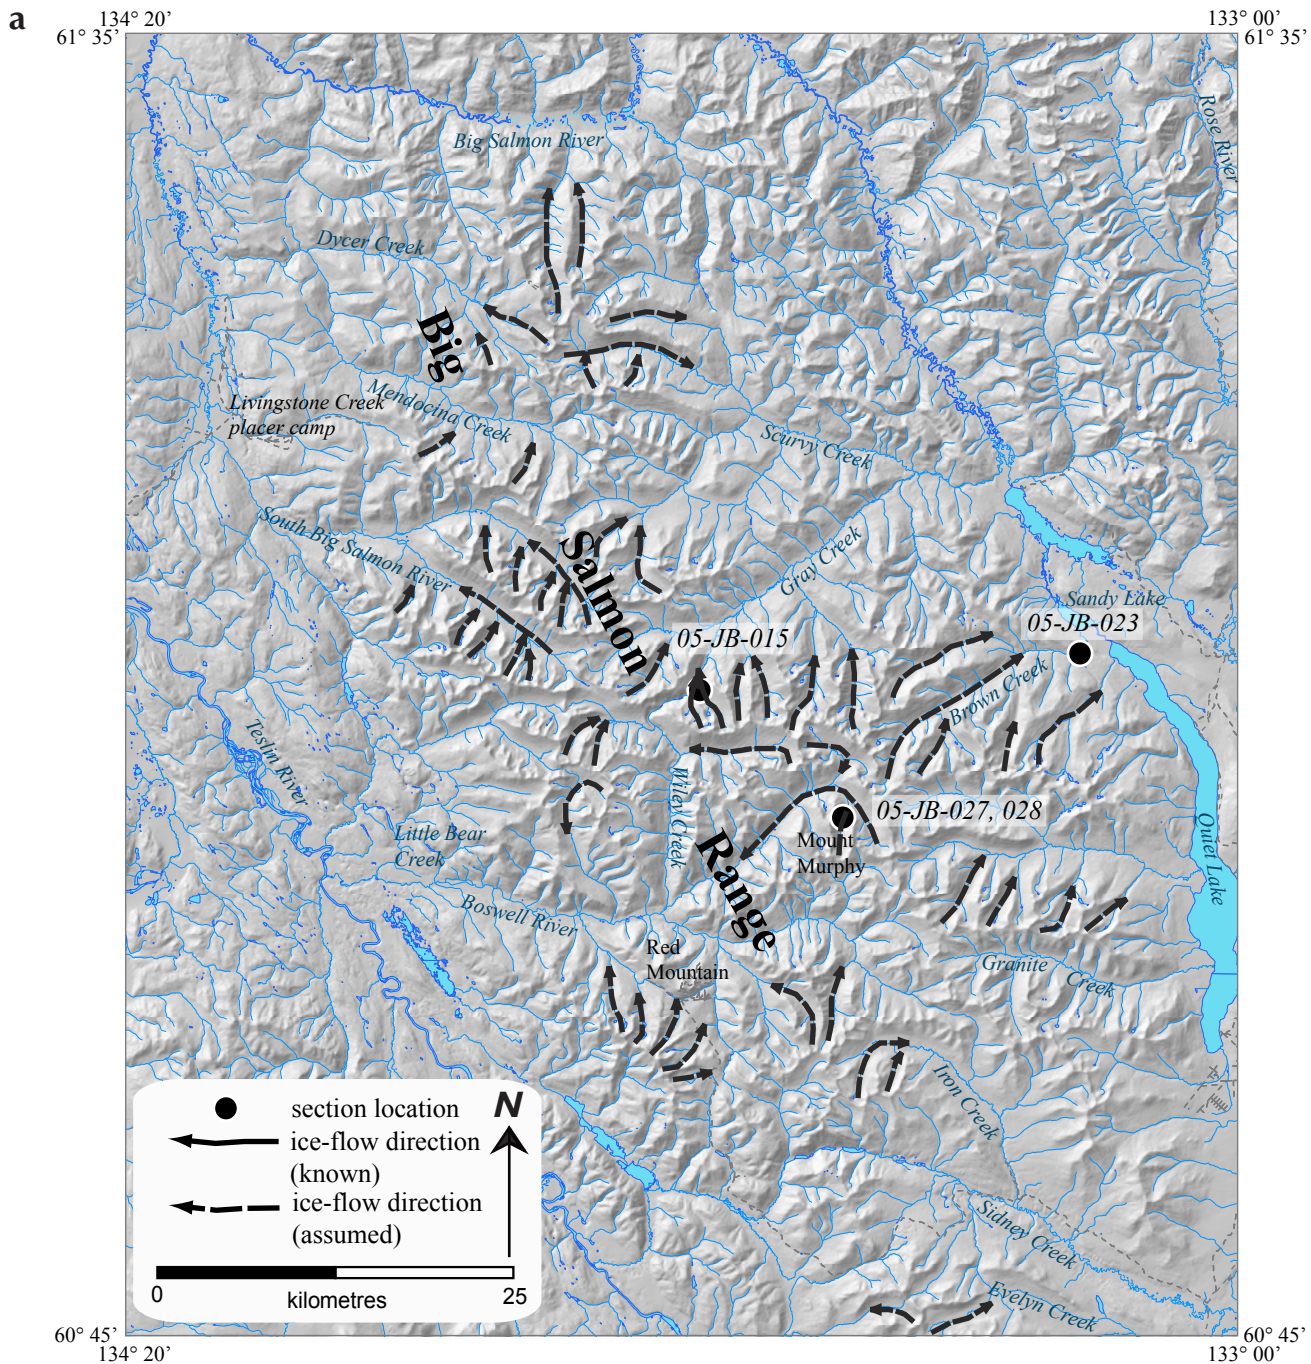 a
134° 20’
133° 00’
61° 35’
61° 35’
Rose River
Big Salmon River
Dycer Creek
Big
Mendocina Creek
Livingstone Creek
placer camp
Scurvy Creek
South Big Salmon River
Salmon
Gray Creek
Sandy Lake
05-JB-023
05-JB-015
Brown Creek
Teslin River
Wiley Creek
05-JB-027, 028
Mount
Murphy
Quiet Lake
Little Bear
Creek
Range
Boswell River
Red
Mountain
Granite Creek
Iron Creek
section location
N
ice-flow direction
(known)
ice-flow direction
(assumed)
0
kilometres
25
Sidney Creek
Evelyn Creek
60° 45’
60° 45’
134° 20’
133° 00’